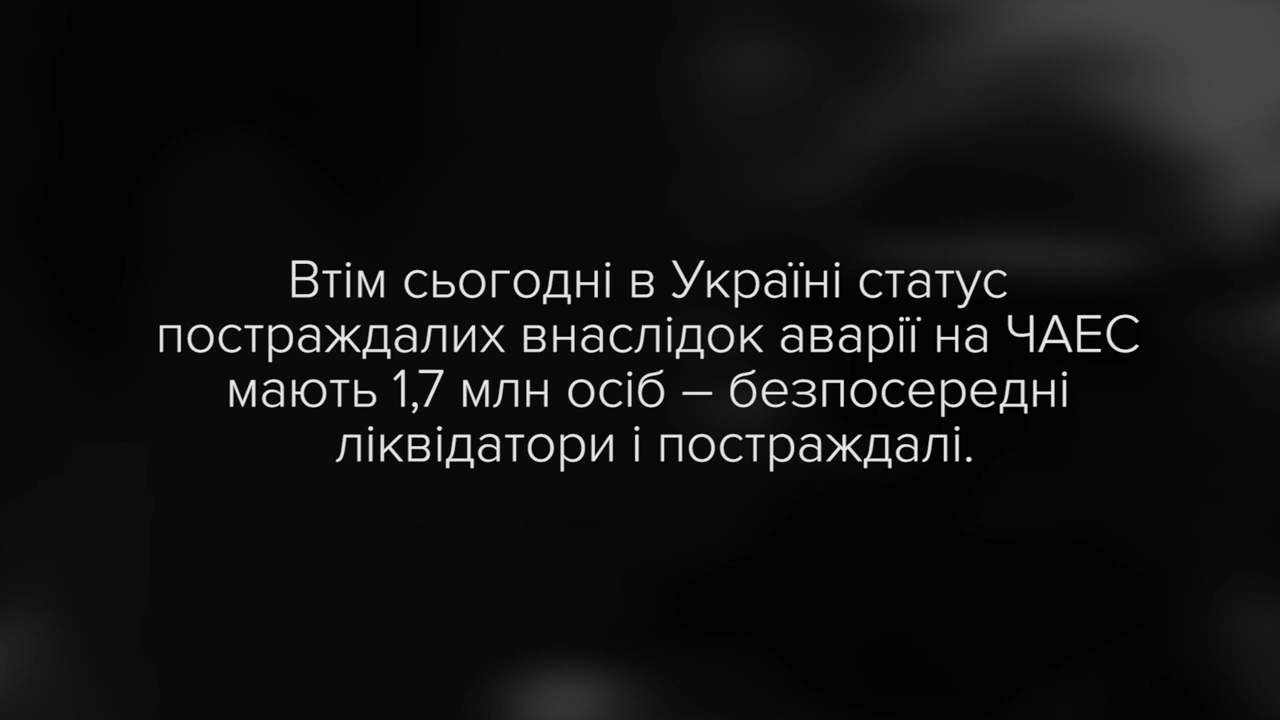 Втім сьогодні в Україні статус
постраждалих внаслідок аварії на ЧАЕС
мають 1,7 млн осіб – безпосередні
ліквідатори і постраждалі.